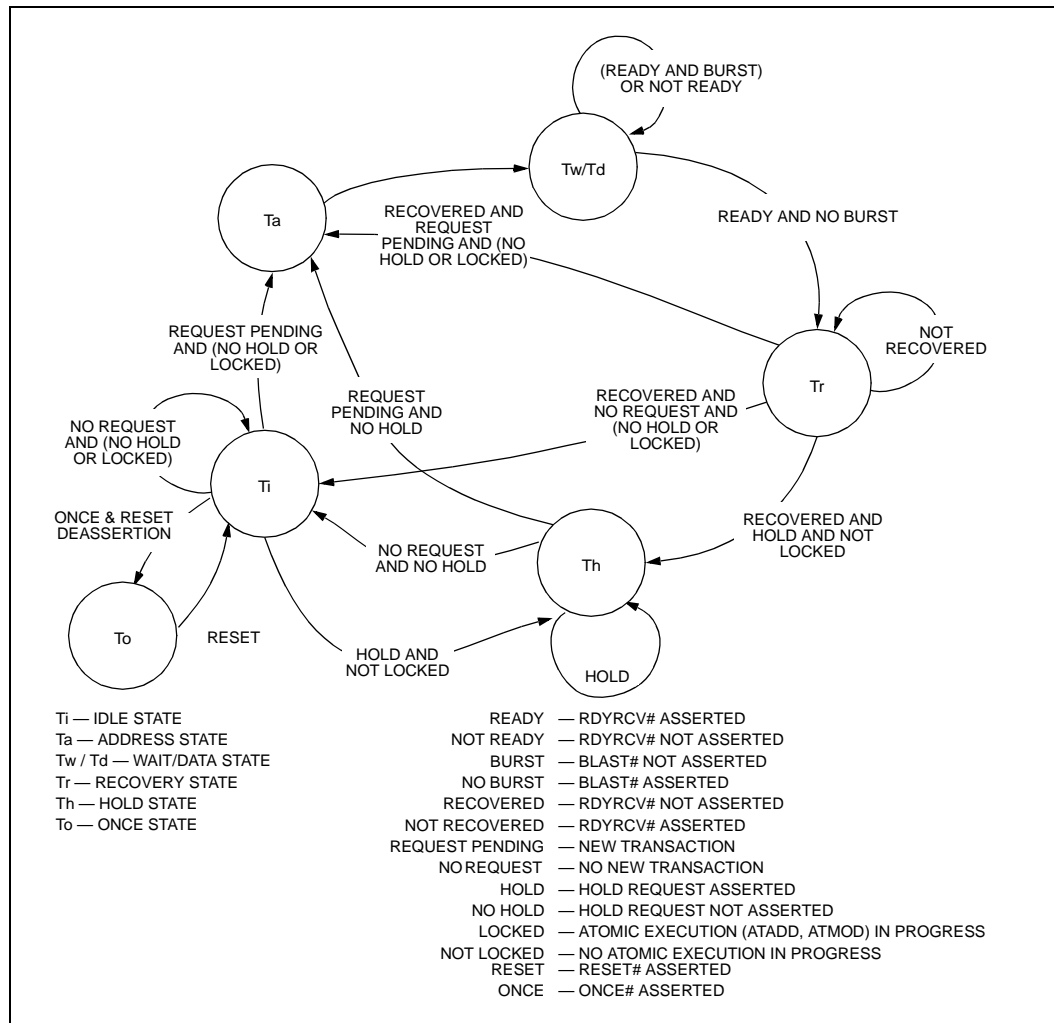 (READY AND BURST)
OR NOT READY
Tw/Td
Ta
RECOVERED AND
REQUEST
PENDING AND (NO
HOLD OR LOCKED)
READY AND NO BURST
REQUEST PENDING
AND (NO HOLD OR
LOCKED)
NOT
RECOVERED
Tr
REQUEST
PENDING AND
NO HOLD
RECOVERED AND
NO REQUEST AND
(NO HOLD OR
LOCKED)
NO REQUEST
AND (NO HOLD
OR LOCKED)
Ti
ONCE & RESET
DEASSERTION
NO REQUEST
AND NO HOLD
Th
RECOVERED AND
HOLD AND NOT
LOCKED
To
RESET
HOLD AND
NOT LOCKED
HOLD
Ti — IDLE STATE
Ta — ADDRESS STATE
Tw / Td — WAIT/DATA STATE
Tr — RECOVERY STATE
Th — HOLD STATE
To — ONCE STATE
READY — RDYRCV# ASSERTED
NOT READY — RDYRCV# NOT ASSERTED
BURST — BLAST# NOT ASSERTED
NO BURST — BLAST# ASSERTED
RECOVERED — RDYRCV# NOT ASSERTED
NOT RECOVERED — RDYRCV# ASSERTED
REQUEST PENDING — NEW TRANSACTION
NO REQUEST — NO NEW TRANSACTION
HOLD — HOLD REQUEST ASSERTED
NO HOLD — HOLD REQUEST NOT ASSERTED
LOCKED — ATOMIC EXECUTION (ATADD, ATMOD) IN PROGRESS
NOT LOCKED — NO ATOMIC EXECUTION IN PROGRESS
RESET — RESET# ASSERTED
ONCE — ONCE# ASSERTED